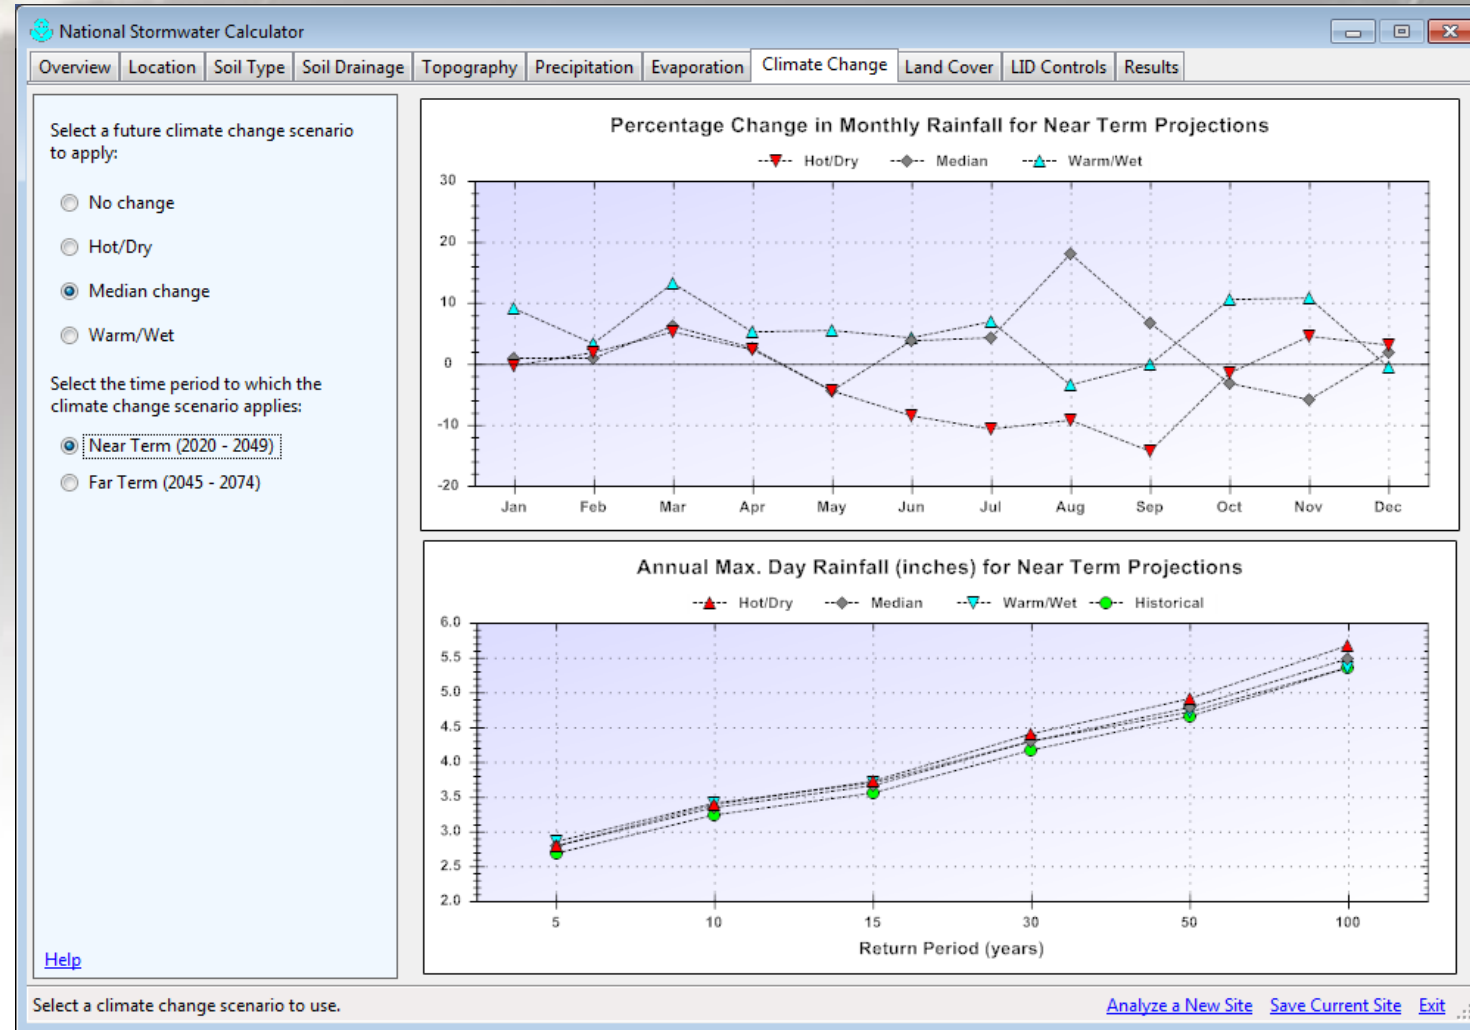 National Stormwater Calculator
Overview Location Soil Type Soil Drainage Topography Precipitation Evaporation Climate Change Land Cover LID Controls Results
Select a future climate change scenario
to apply:
No change
Hot/Dry
Median change
Warm/Wet
Select the time period to which the
climate change scenario applies:
Near Term (2020 - 2049)
Far Term (2045 - 2074)
Help
Percentage Change in Monthly Rainfall for Near Term Projections
Hot/Dry Median Warm/Wet
30
20
10
0
-10
-20
Jan Feb Mar Apr May Jun Jul Aug Sep Oct Nov Dec
Annual Max. Day Rainfall (inches) for Near Term Projections
Hot/Dry Median Warm/Wet Historical
6.0
5.5
5.0
4.5
4.0
3.5
3.0
2.5
2.0
5 10 15 30 50 100
Return Period (years)
Select a climate change scenario to use.
Analyze a New Site Save Current Site Exit